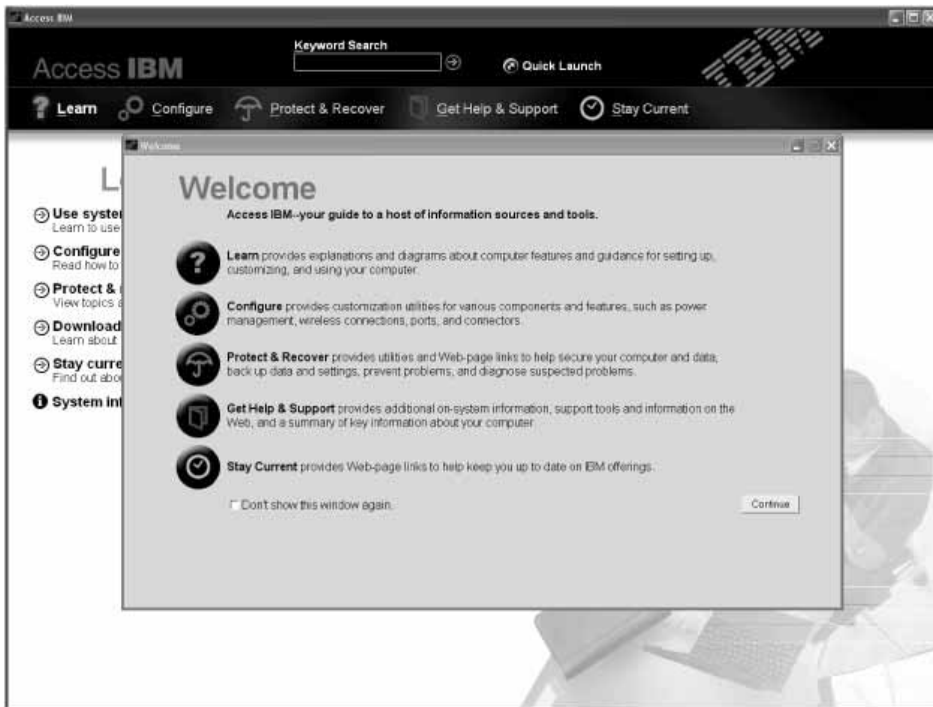 Access IBM
Keyword Search
Access IBM
Quick Launch
IBM
Learn
Configure
Protect & Recover
Get Help & Support
Stay Current
Welcome
Welcome
Access IBM--your guide to a host of information sources and tools.
Learn provides explanations and diagrams about computer features and guidance for setting up,
customizing, and using your computer.
Configure provides customization utilities for various components and features, such as power
management, wireless connections, ports, and connectors.
Protect & Recover provides utilities and Web-page links to help secure your computer and data,
back up data and settings, prevent problems, and diagnose suspected problems.
Get Help & Support provides additional on-system information, support tools and information on the
Web, and a summary of key information about your computer.
Stay Current provides Web-page links to help keep you up to date on IBM offerings.
Don't show this window again.
Continue
Use
Learn to use
Configure
Read how to
Protect &
View topics
Download
Learn about
Stay
Find out
System